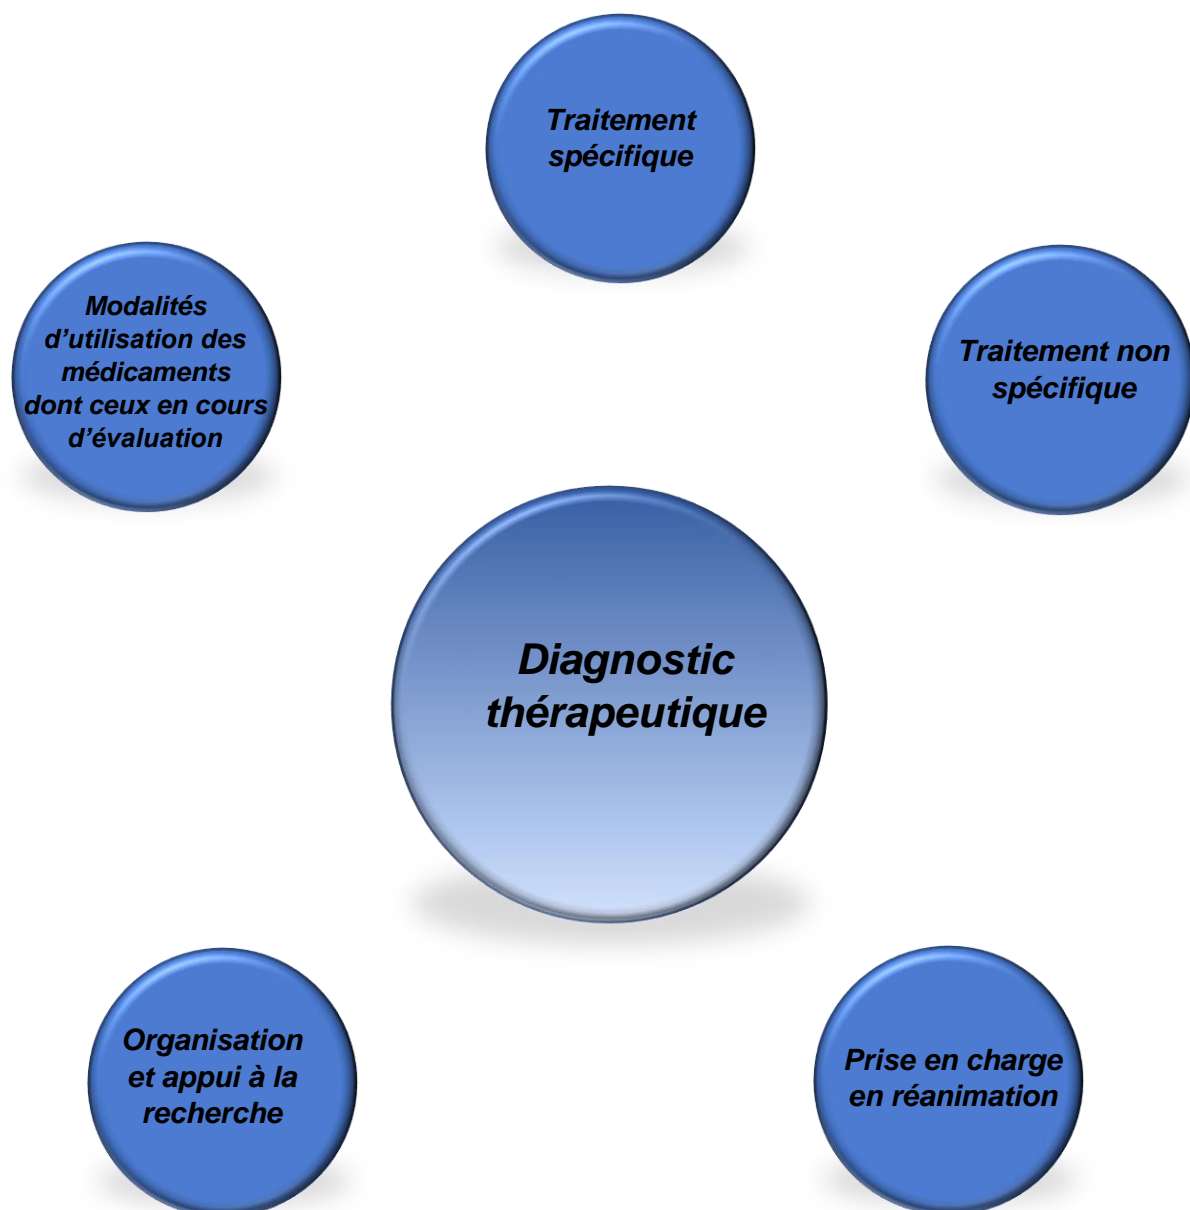 Traitement
spécifique
Modalités
d’utilisation des
médicaments
dont ceux en cours
d’évaluation
Traitement non
spécifique
Diagnostic
thérapeutique
Organisation
et appui à la
recherche
Prise en charge
en réanimation